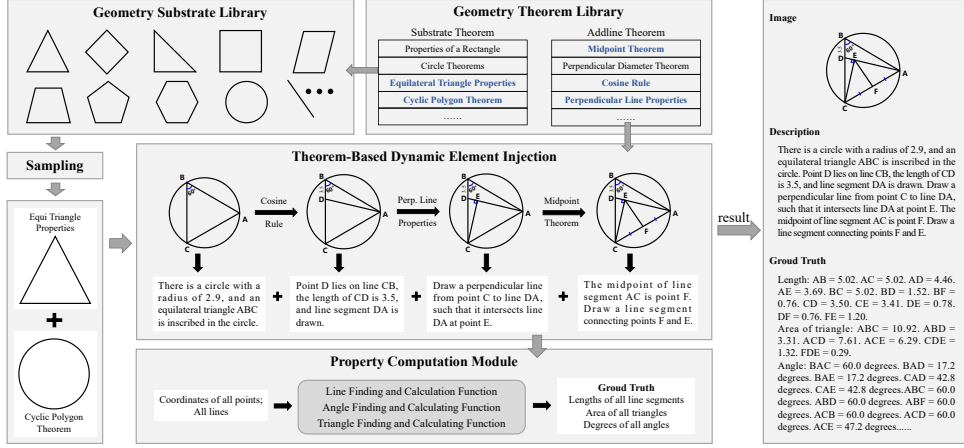 Geometry Substrate Library
Geometry Theorem Library
Substrate Theorem
Properties of a Rectangle
Circle Theorems
Equilateral Triangle Properties
Cyclic Polygon Theorem
......
Addline Theorem
Midpoint Theorem
Perpendicular Diameter Theorem
Cosine Rule
Perpendicular Line Properties
......
Sampling
Equi Triangle
Properties
Cyclic Polygon
Theorem
Theorem-Based Dynamic Element Injection
B
60°
A
C
Cosine
Rule
B
3.5
60°
D
A
C
Perp. Line
Properties
B
3.5
60°
D
E
A
C
Midpoint
Theorem
B
3.5
60°
D
E
A
F
C
There is a circle with a
radius of 2.9, and an
equilateral triangle ABC
is inscribed in the circle.
Point D lies on line CB,
the length of CD is 3.5,
and line segment DA is
drawn.
Draw a perpendicular line
from point C to line DA,
such that it intersects line
DA at point E.
The midpoint of line
segment AC is point F.
Draw a line segment
connecting points F and E.
Property Computation Module
Coordinates of all points;
All lines
Line Finding and Calculation Function
Angle Finding and Calculating Function
Triangle Finding and Calculating Function
Groud Truth
Lengths of all line segments
Area of all triangles
Degrees of all angles
result
Image
B
3.5
60°
D
E
A
F
C
Description
There is a circle with a radius of 2.9, and an
equilateral triangle ABC is inscribed in the
circle. Point D lies on line CB, the length of CD
is 3.5, and line segment DA is drawn. Draw a
perpendicular line from point C to line DA,
such that it intersects line DA at point E. The
midpoint of line segment AC is point F. Draw a
line segment connecting points F and E.
Groud Truth
Length: AB = 5.02. AC = 5.02. AD = 4.46.
AE = 3.69. BC = 5.02. BD = 1.52. BF =
0.76. CD = 3.50. CE = 3.41. DE = 0.78.
DF = 0.76. FE = 1.20.
Area of triangle: ABC = 10.92. ABD =
3.31. ACD = 7.61. ACE = 6.29. CDE =
1.32. FDE = 0.29.
Angle: BAC = 60.0 degrees. BAD = 17.2
degrees. BAE = 17.2 degrees. CAD = 42.8
degrees. CAE = 42.8 degrees.ABC = 60.0
degrees. ABD = 60.0 degrees. ABF = 60.0
degrees. ACB = 60.0 degrees. ACD = 60.0
degrees. ACE = 47.2 degrees......